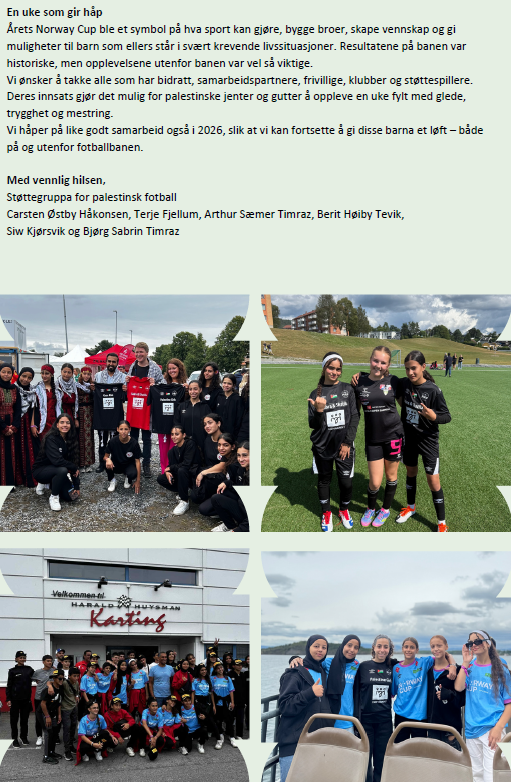 En uke som gir håp
Årets Norway Cup ble et symbol på hva sport kan gjøre, bygge broer, skape vennskap og gi
muligheter til barn som ellers står i svært krevende livssituasjoner. Resultatene på banen var
historiske, men opplevelsene utenfor banen var vel så viktige.
Vi ønsker å takke alle som har bidratt, samarbeidspartnere, frivillige, klubber og støttespillere.
Deres innsats gjør det mulig for palestinske jenter og gutter å oppleve en uke fylt med glede,
trygghet og mestring.
Vi håper på like godt samarbeid også i 2026, slik at vi kan fortsette å gi disse barna et løft – både
på og utenfor fotballbanen.
Med vennlig hilsen,
Støttegruppa for palestinsk fotball
Carsten Østby Håkonsen, Terje Fjellum, Arthur Sæmer Timraz, Berit Høiby Tevik,
Siw Kjørsvik og Bjørg Sabrin Timraz
Velkommen til
HARALD HUYSMAN
Karting